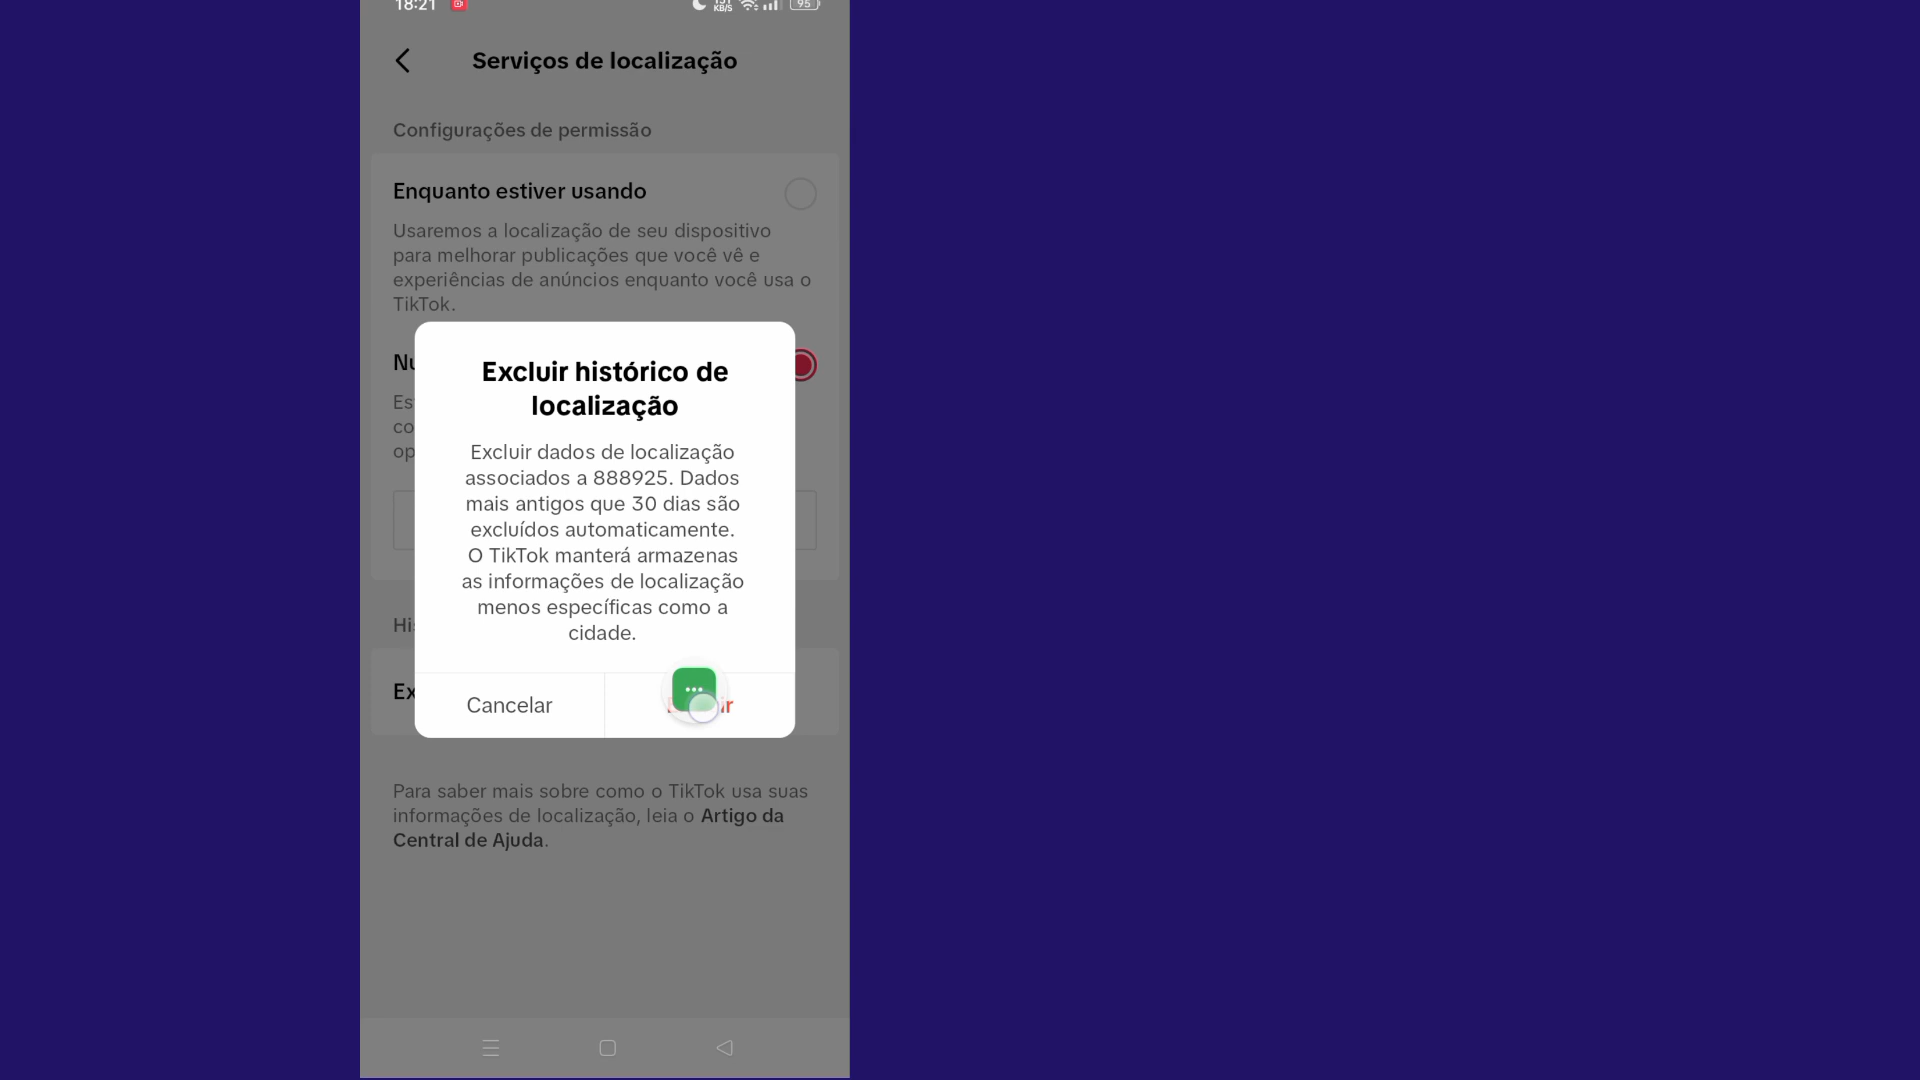 18:21
KB/S
95
Serviços de localização
Configurações de permissão
Enquanto estiver usando
Usaremos a localização de seu dispositivo
para melhorar publicações que você vê e
experiências de anúncios enquanto você usa o
TikTok.
Excluir histórico de
localização
Excluir dados de localização
associados a 888925. Dados
mais antigos que 30 dias são
excluídos automaticamente.
O TikTok manterá armazenas
as informações de localização
menos específicas como a
cidade.
Cancelar
Para saber mais sobre como o TikTok usa suas
informações de localização, leia o Artigo da
Central de Ajuda.